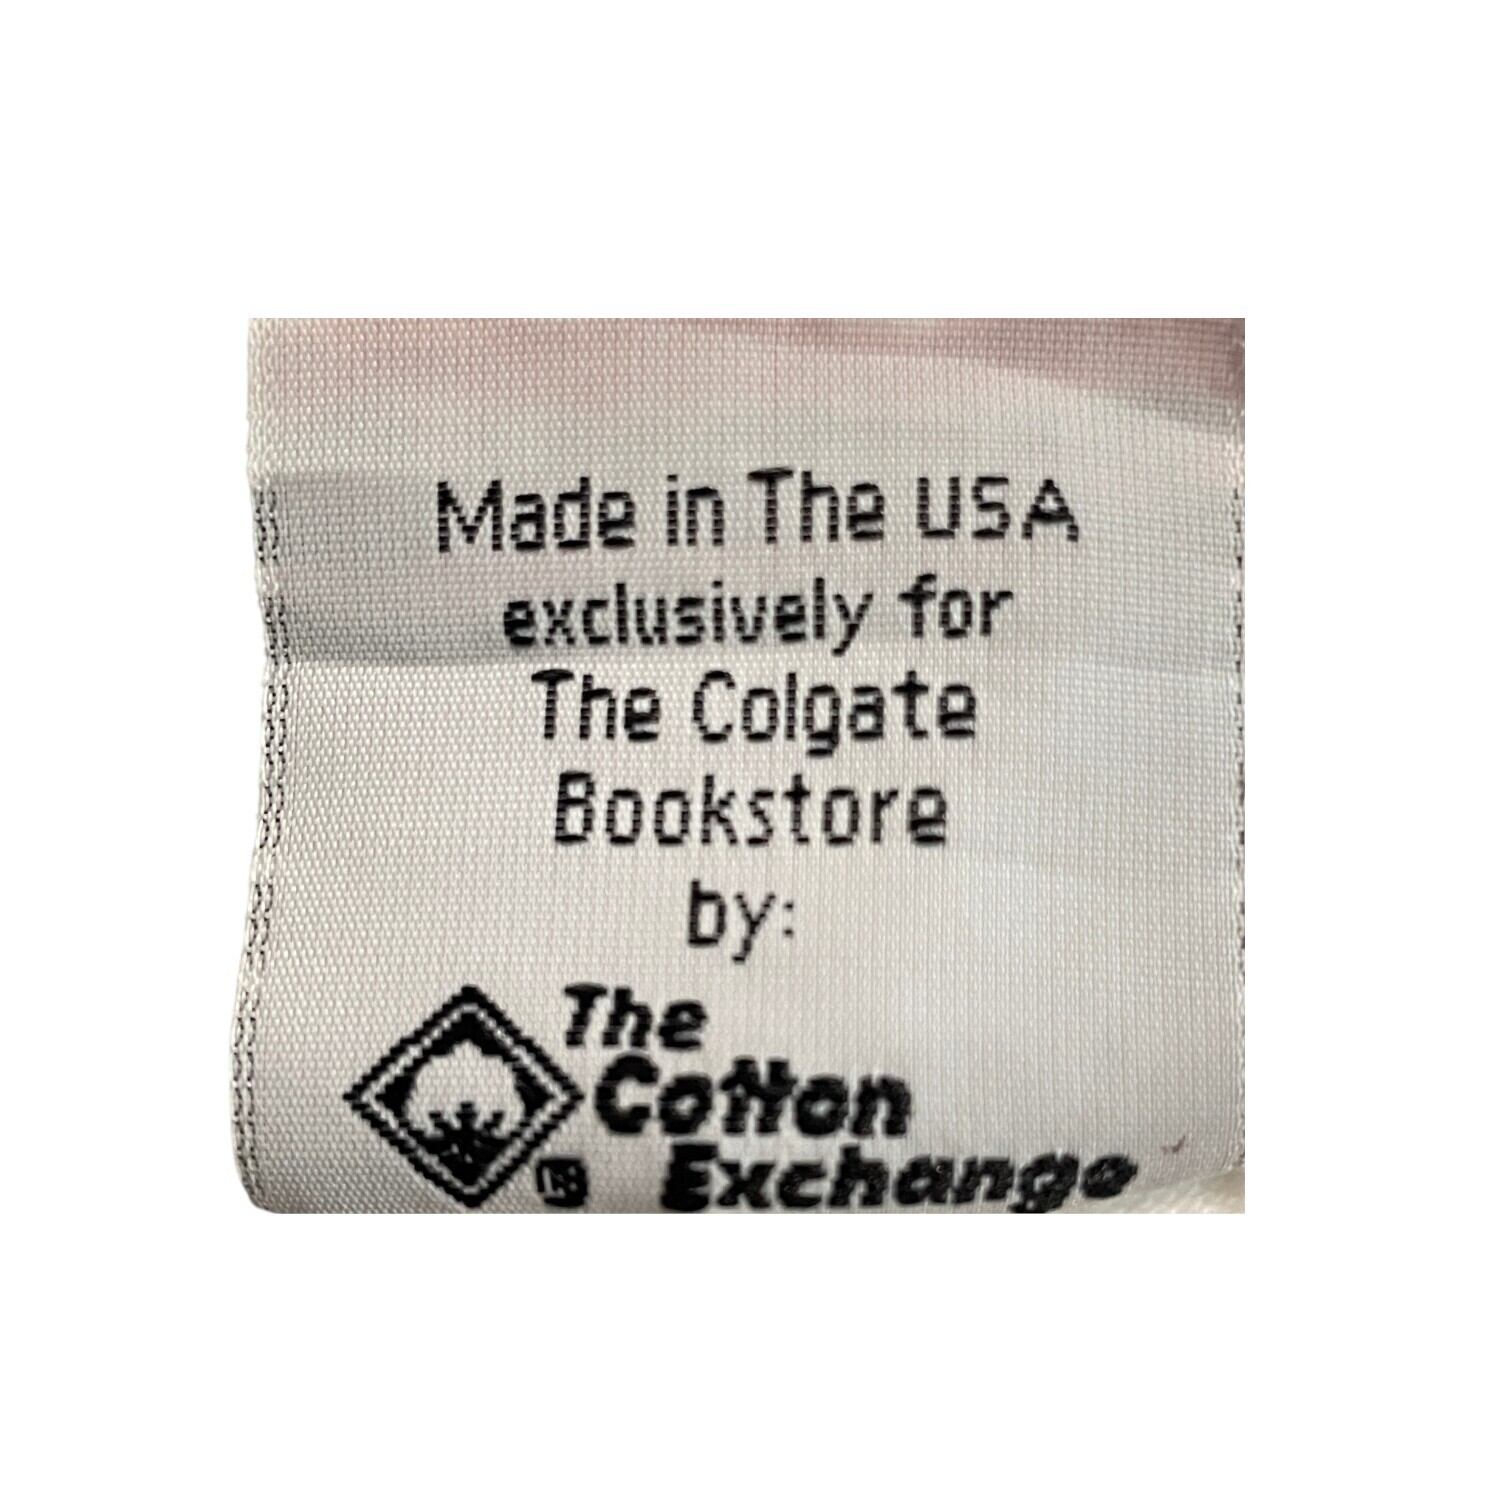 Made in The USA
exclusively for
The Colgate
Bookstore
by:
The
Cotton
Exchange